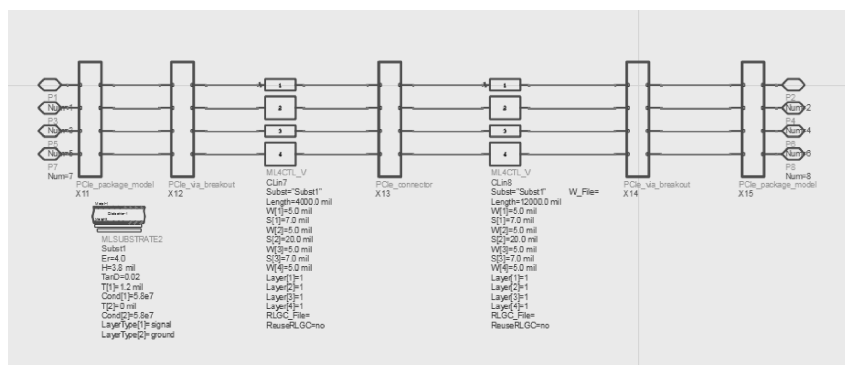 1
1
2
2
3
3
4
4
P1
Num=1
P3
Num=3
P5
Num=5
P7
Num=7
P2
Num=2
P4
Num=4
P6
Num=6
P8
Num=8
PCIe_package_model
X11
PCIe_via_breakout
X12
ML4CTL_V
CLin7
Subst="Subst1"
Length=4000.0 mil
W[1]=5.0 mil
S[1]=7.0 mil
W[2]=5.0 mil
S[2]=20.0 mil
W[3]=5.0 mil
S[3]=7.0 mil
W[4]=5.0 mil
Layer[1]=1
Layer[2]=1
Layer[3]=1
Layer[4]=1
RLGC_File=
ReuseRLGC=no
PCIe_connector
X13
ML4CTL_V
CLin8
Subst="Subst1"
W_File=
Length=12000.0 mil
W[1]=5.0 mil
S[1]=7.0 mil
W[2]=5.0 mil
S[2]=20.0 mil
W[3]=5.0 mil
S[3]=7.0 mil
W[4]=5.0 mil
Layer[1]=1
Layer[2]=1
Layer[3]=1
Layer[4]=1
RLGC_File=
ReuseRLGC=no
PCIe_via_breakout
X14
PCIe_package_model
X15
MLSUBSTRATE2
Subst1
Er=4.0
H=3.8 mil
TanD=0.02
T[1]=1.2 mil
Cond[1]=5.8e7
T[2]=0 mil
Cond[2]=5.8e7
LayerType[1]=signal
LayerType[2]=ground